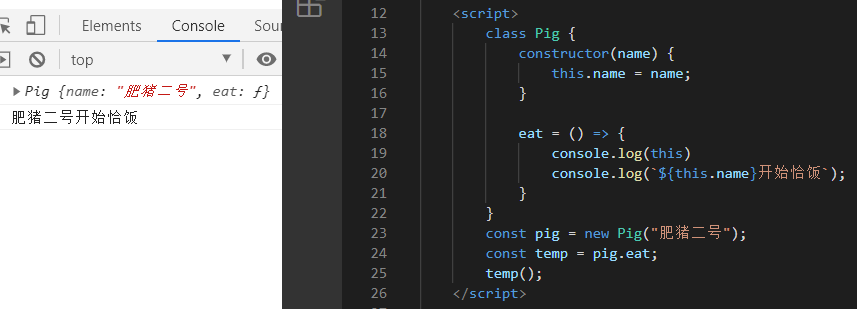 Elements Console Sour
top
Pig {name: "肥猪二号", eat: ƒ}
肥猪二号开始恰饭
12 <script>
13 class Pig {
14 constructor(name) {
15 this.name = name;
16 }
17
18 eat = () => {
19 console.log(this)
20 console.log(`${this.name}开始恰饭`);
21 }
22 }
23 const pig = new Pig("肥猪二号");
24 const temp = pig.eat;
25 temp();
26 </script>